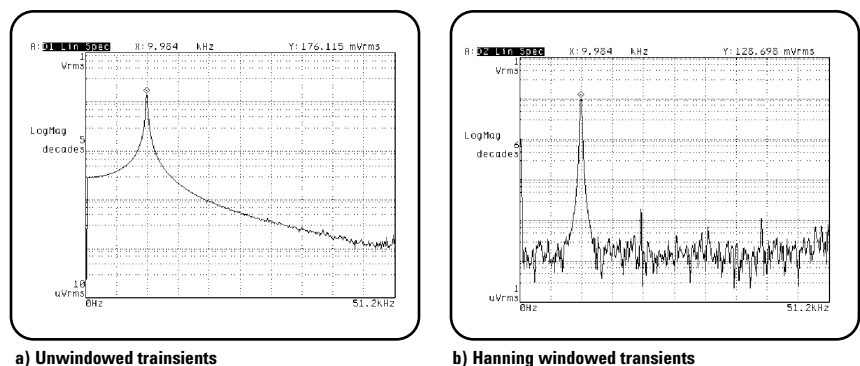 A:D1 Lin Spec X:9.984 kHz Y:176.115 mVrms
1
Vrms
LogMag
5
decades
10
uVrms
0Hz 51.2kHz
a) Unwindowed trainsients
A:D2 Lin Spec X:9.984 kHz Y:128.698 mVrms
1
Vrms
LogMag
6
decades
1
uVrms
0Hz 51.2kHz
b) Hanning windowed transients